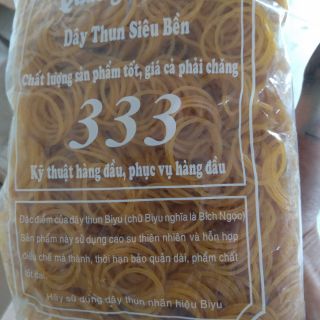 Dây Thun Siêu Bền
Chất lượng sản phẩm tốt, giá cả phải chăng
333
Kỹ thuật hàng đầu, phục vụ hàng đầu
Đặc điểm của dây thun Biyu (chữ Biyu nghĩa là Bích Ngọc)
Sản phẩm này sử dụng cao su thiên nhiên và hỗn hợp
điều chế mà thành, thời hạn bảo quản dài, phẩm chất
tốt dai.
Hãy sử dụng dây thun nhãn hiệu Biyu